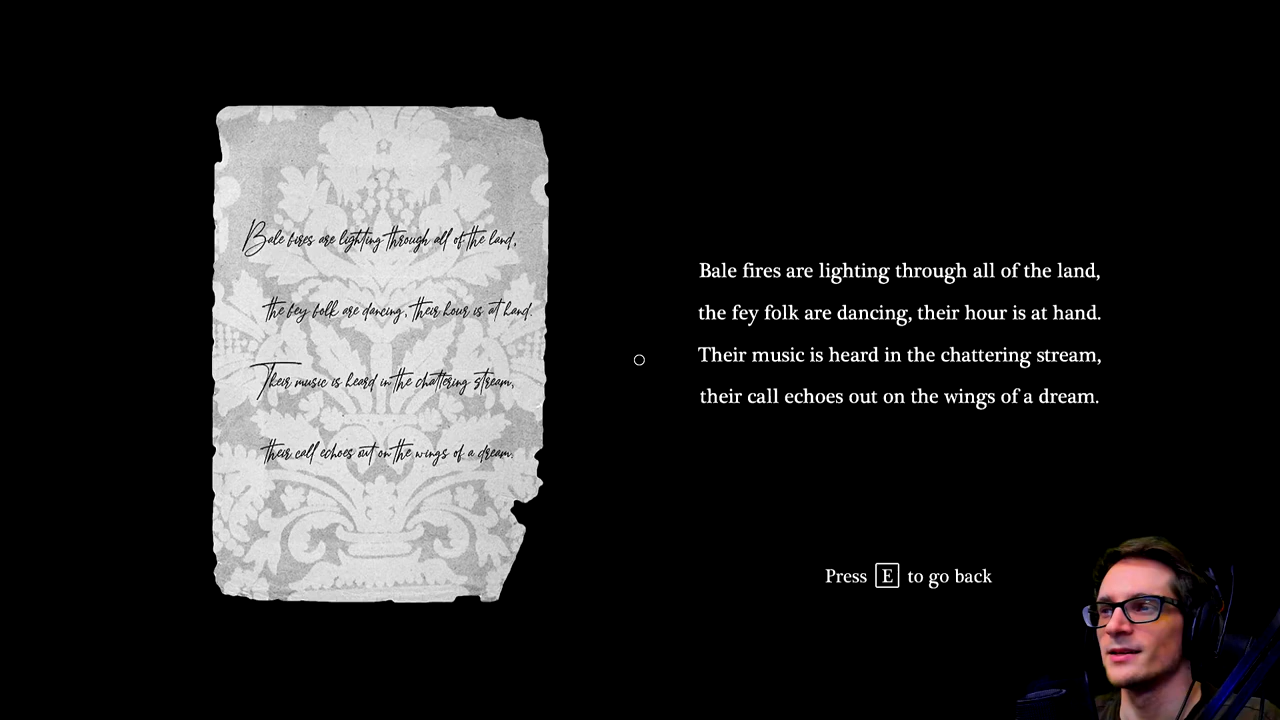 Bale fires are lighting through all of the land,
the fey folk are dancing, their hour is at hand.
Their music is heard in the chattering stream,
their call echoes out on the wings of a dream.
Bale fires are lighting through all of the land,
the fey folk are dancing, their hour is at hand.
Their music is heard in the chattering stream,
their call echoes out on the wings of a dream.
Press E to go back